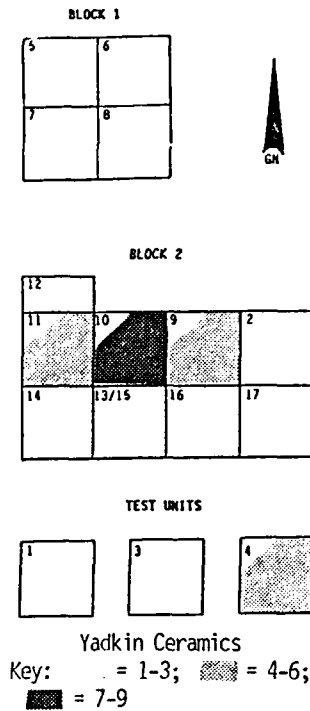 BLOCK 1
5 6
7 8
GN
BLOCK 2
12
11 10 9 2
14 13/15 16 17
TEST UNITS
1 3 4
Yadkin Ceramics
Key: = 1-3; = 4-6;
= 7-9